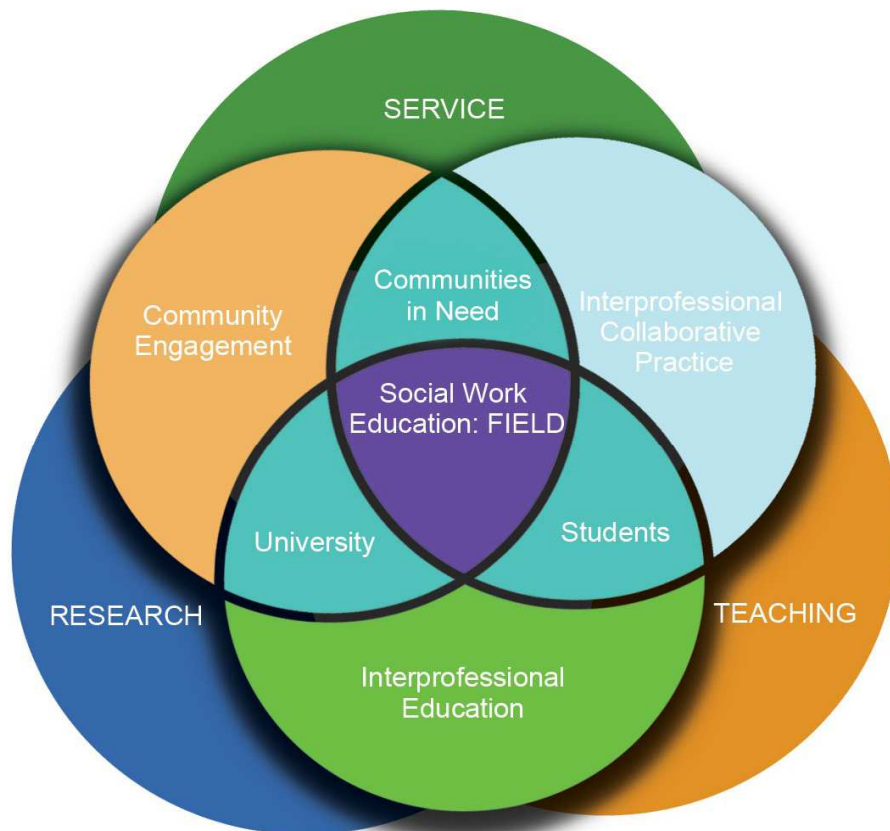 SERVICE
Communities
in Need
Community
Engagement
Interprofessional
Collaborative
Practice
Social Work
Education: FIELD
University
Students
RESEARCH
TEACHING
Interprofessional
Education